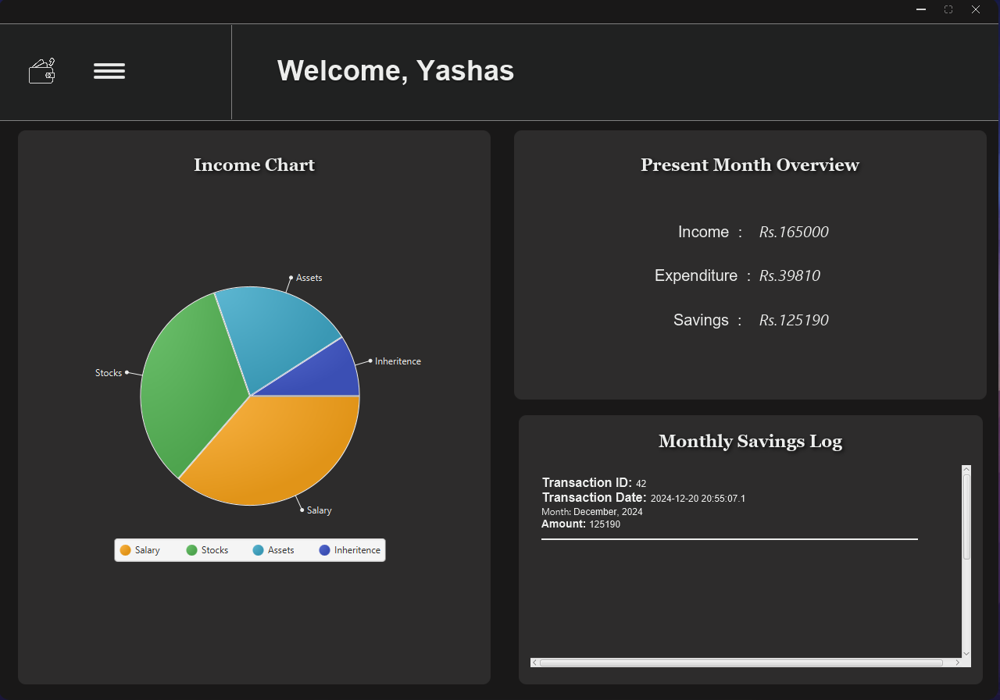 Welcome, Yashas
Income Chart
Assets
Inheritence
Stocks
Salary
Salary Stocks Assets Inheritence
Present Month Overview
Income : Rs.165000
Expenditure : Rs.39810
Savings : Rs.125190
Monthly Savings Log
Transaction ID: 42
Transaction Date: 2024-12-20 20:55:07.1
Month: December, 2024
Amount: 125190